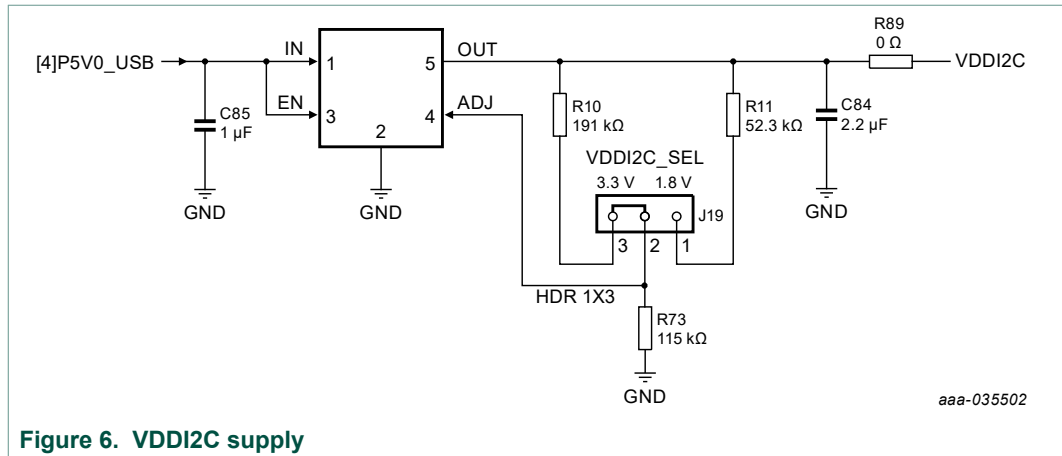 R89
0 Ω
[4]P5V0_USB
IN
1
5
OUT
VDDI2C
C85
1 µF
EN
3
4
ADJ
2
R10
191 kΩ
R11
52.3 kΩ
C84
2.2 µF
VDDI2C_SEL
3.3 V
1.8 V
J19
GND
GND
GND
3
2
1
HDR 1X3
R73
115 kΩ
GND
aaa-035502
Figure 6. VDDI2C supply